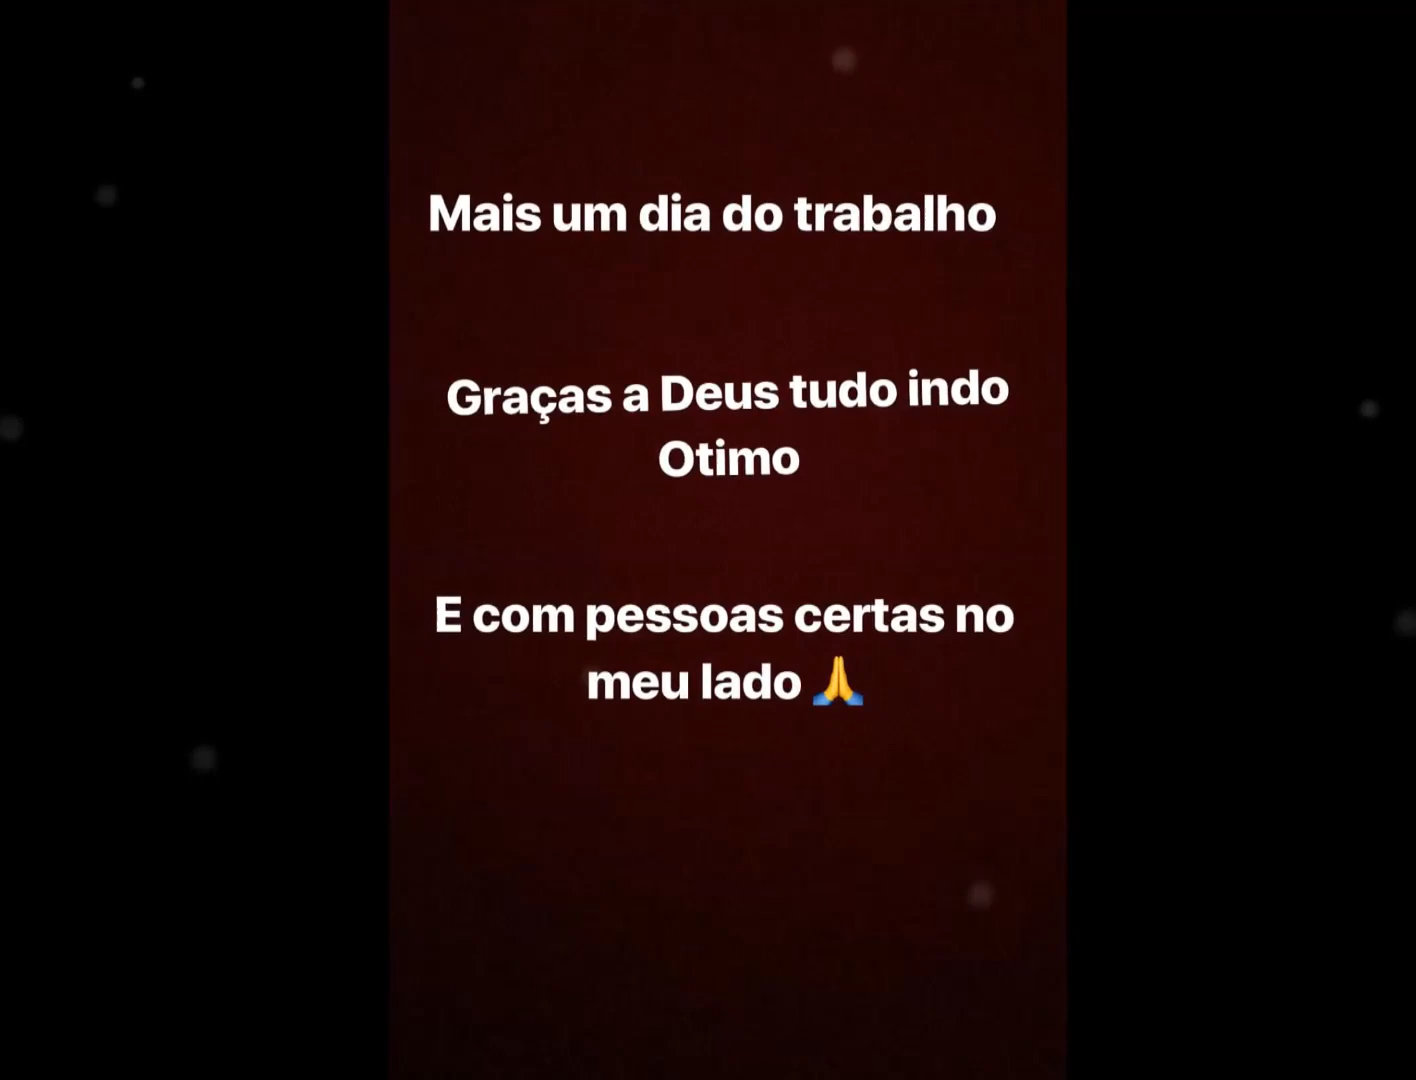 Mais um dia do trabalho
Graças a Deus tudo indo
Otimo
E com pessoas certas no
meu lado 🙏